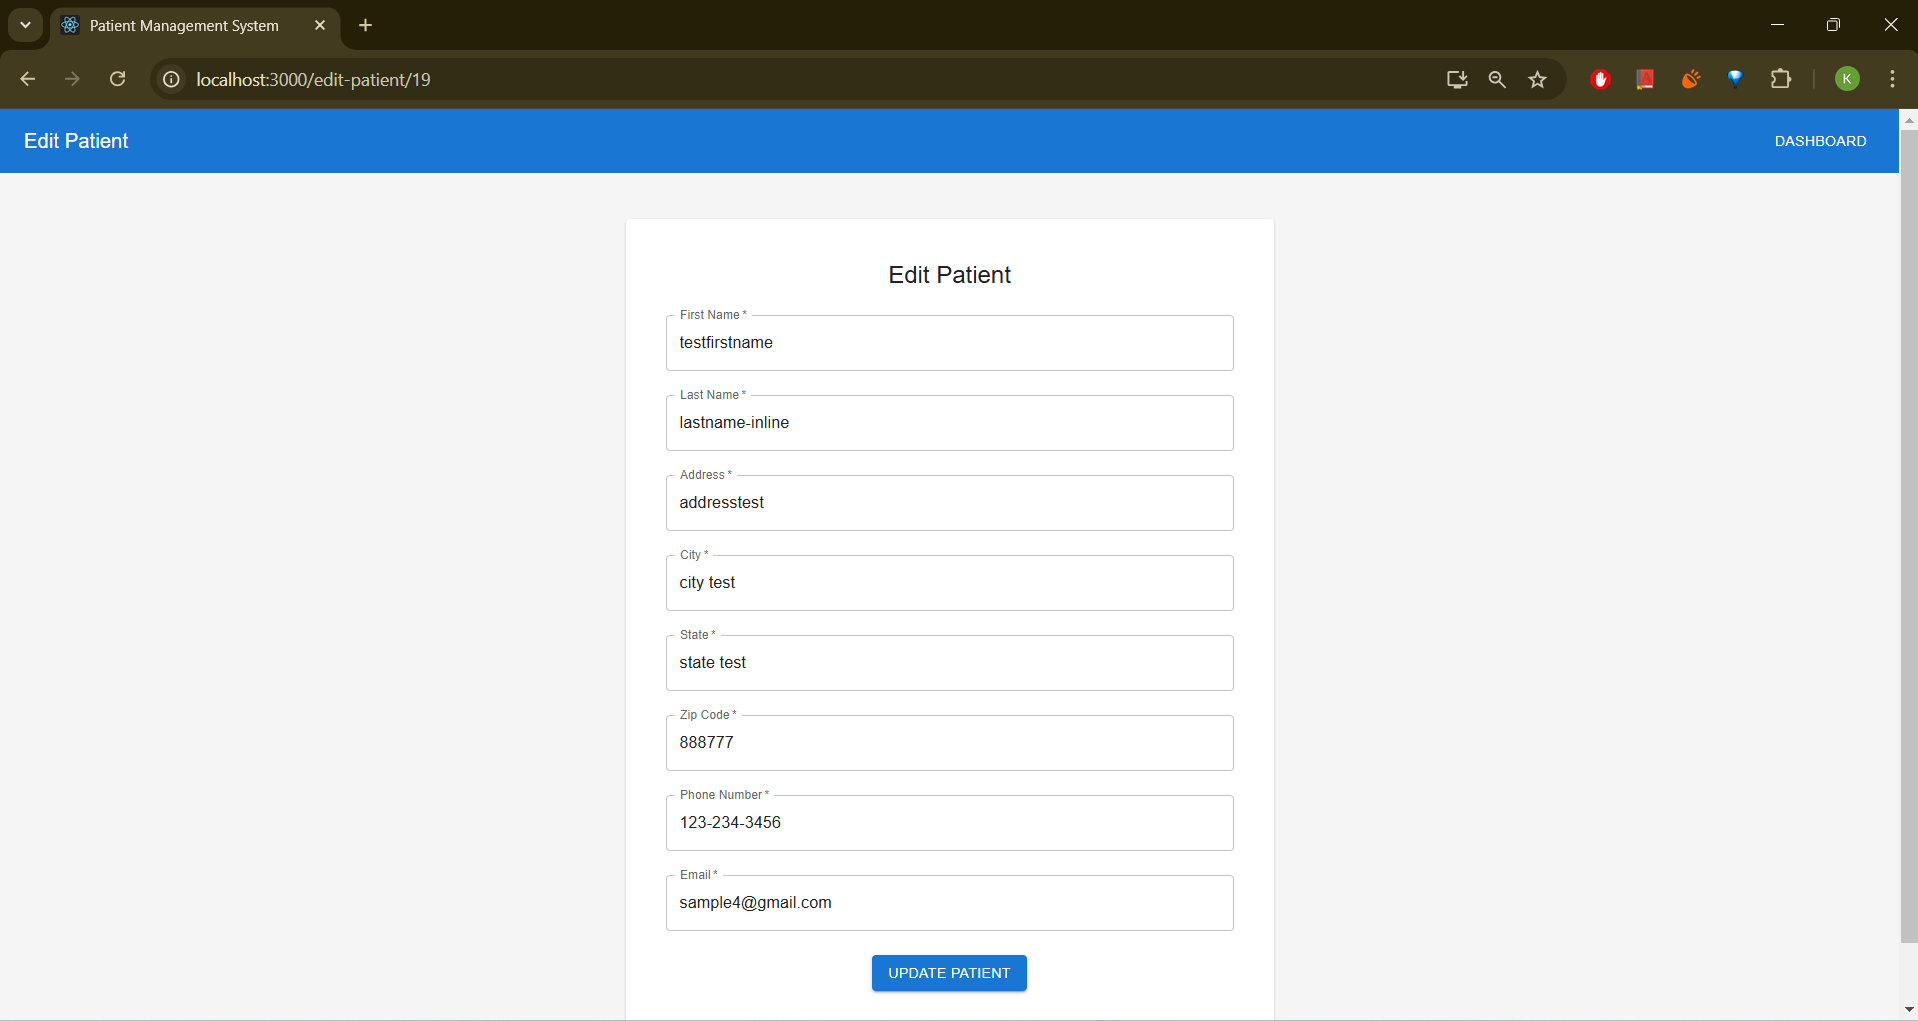 Patient Management System
localhost:3000/edit-patient/19
K
Edit Patient
DASHBOARD
Edit Patient
First Name *
testfirstname
Last Name *
lastname-inline
Address *
addresstest
City *
city test
State *
state test
Zip Code *
888777
Phone Number *
123-234-3456
Email *
sample4@gmail.com
UPDATE PATIENT